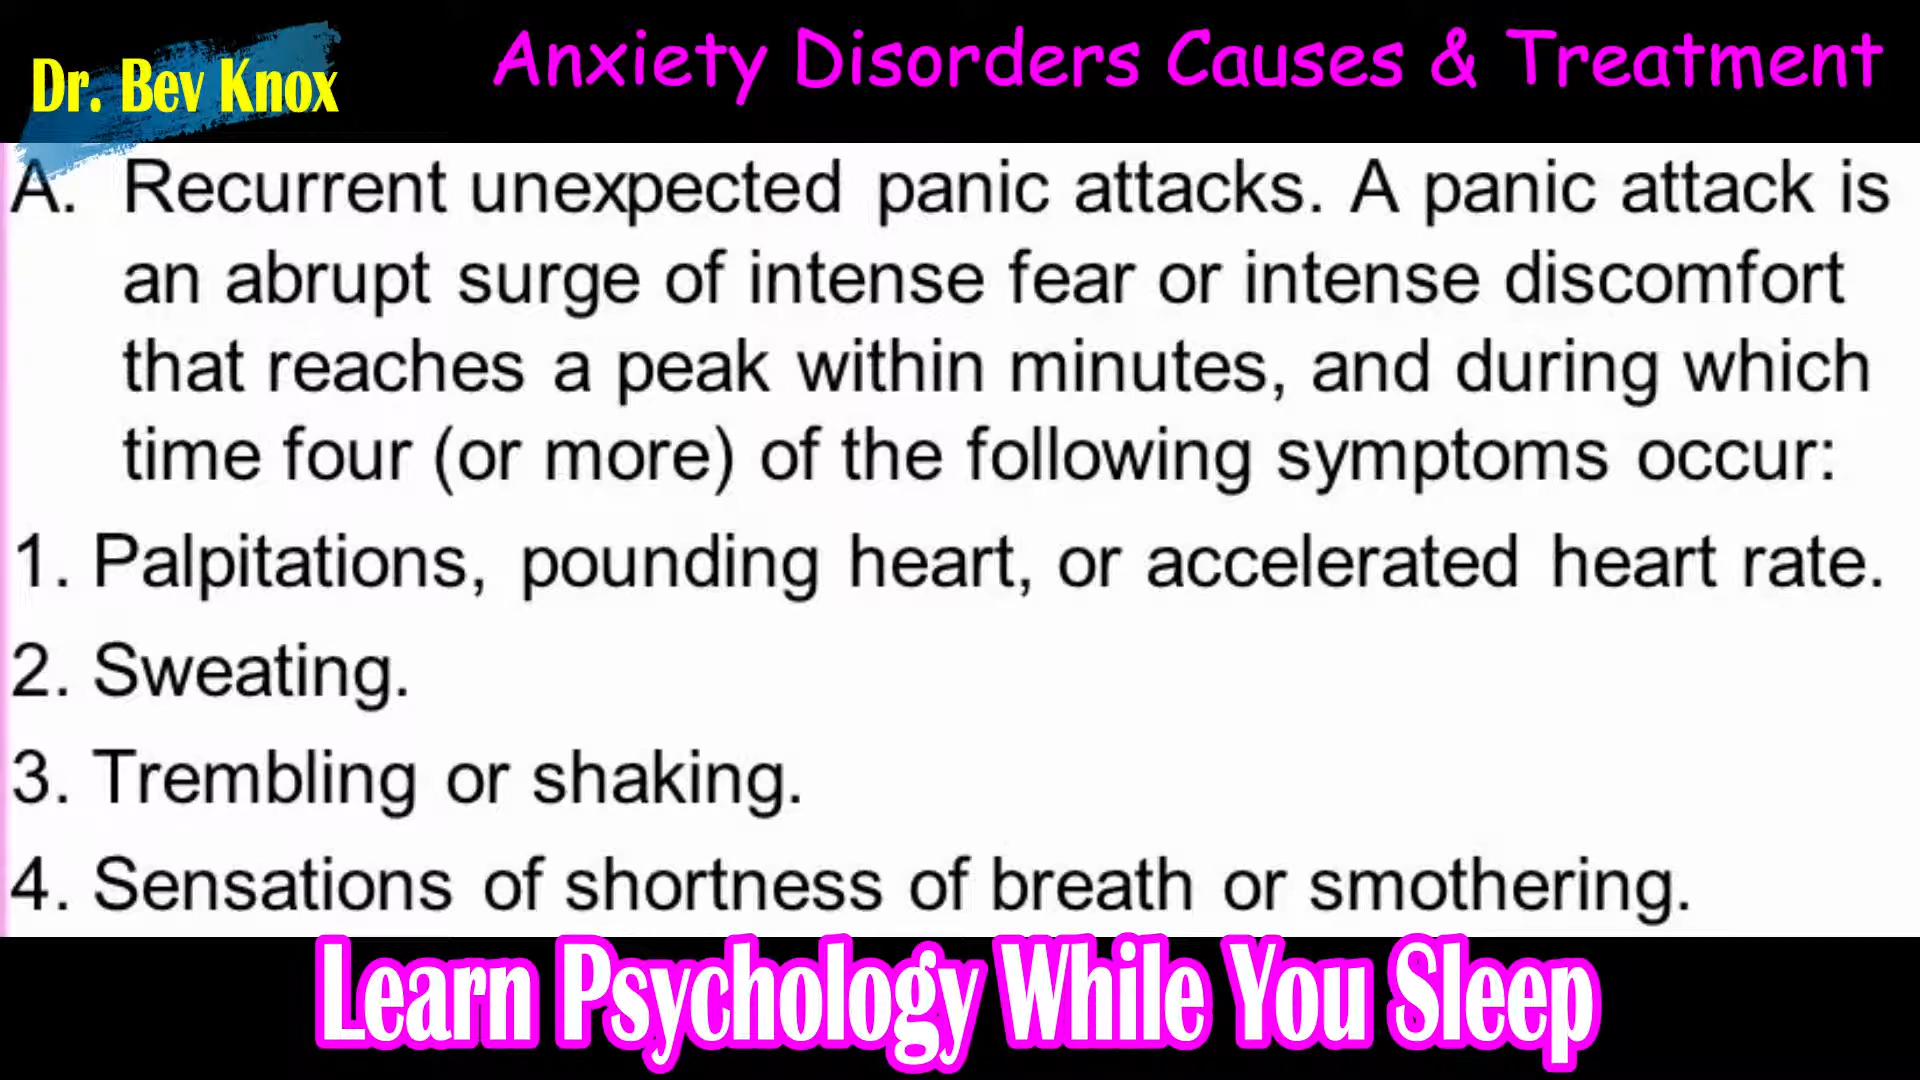 Dr. Bev Knox
Anxiety Disorders Causes & Treatment
A. Recurrent unexpected panic attacks. A panic attack is
an abrupt surge of intense fear or intense discomfort
that reaches a peak within minutes, and during which
time four (or more) of the following symptoms occur:
1. Palpitations, pounding heart, or accelerated heart rate.
2. Sweating.
3. Trembling or shaking.
4. Sensations of shortness of breath or smothering.
Learn Psychology While You Sleep